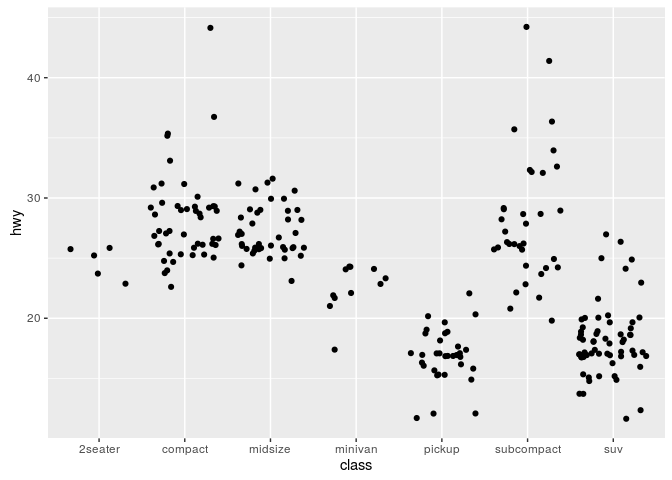 hwy
40
30
20
2seater compact midsize minivan pickup subcompact suv
class